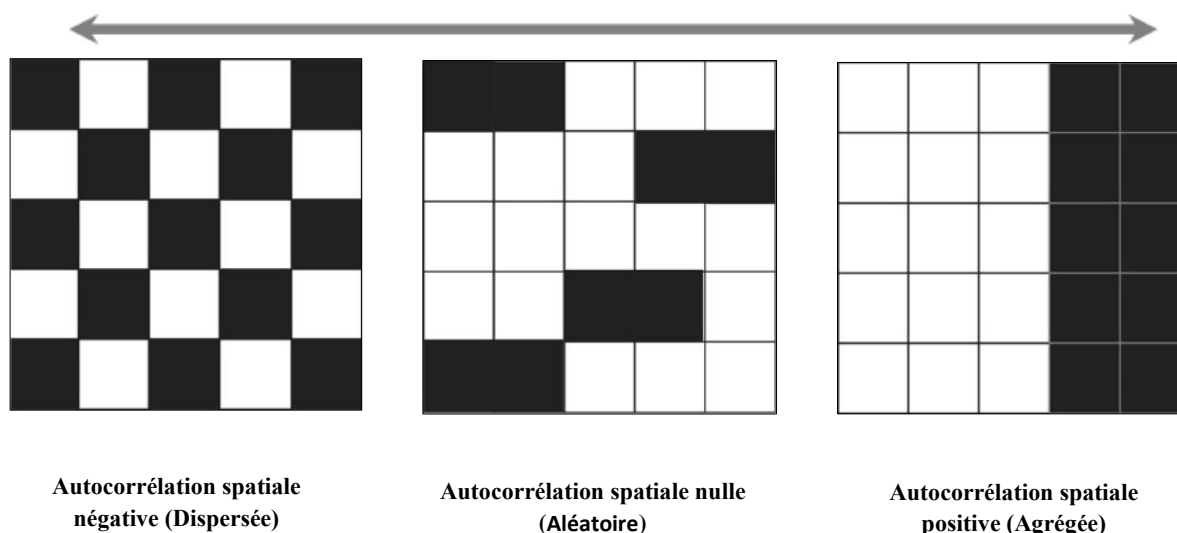 Autocorrélation spatiale
négative (Dispersée)
Autocorrélation spatiale nulle
(Aléatoire)
Autocorrélation spatiale
positive (Agrégée)